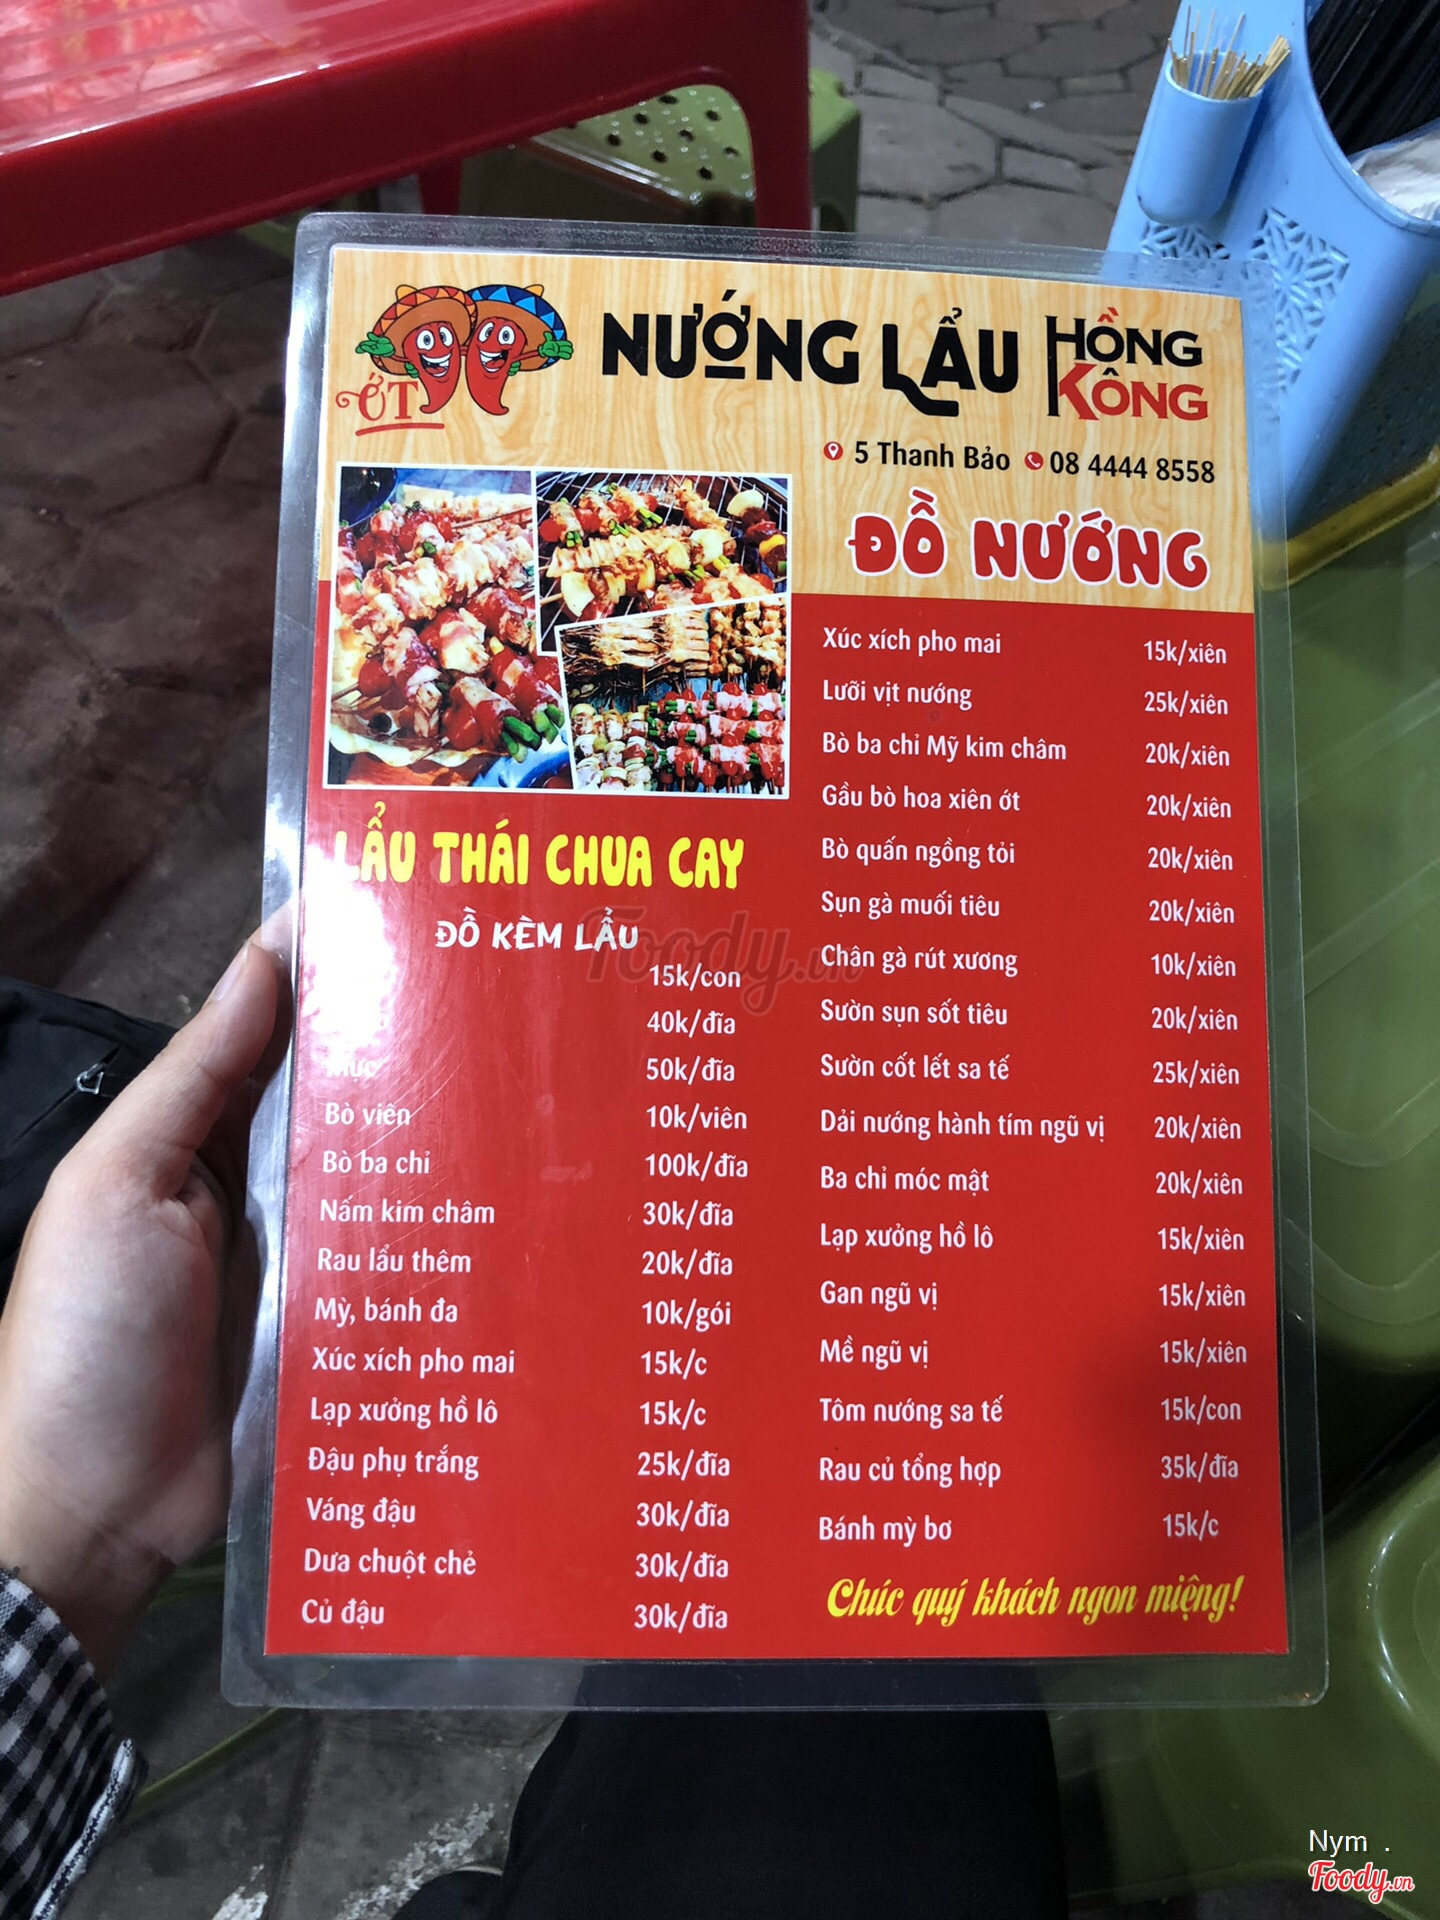 ỚT
NƯỚNG LẨU HỒNG KÔNG
5 Thanh Bảo 08 4444 8558
ĐỒ NƯỚNG
Xúc xích pho mai 15k/xiên
Lưỡi vịt nướng 25k/xiên
Bò ba chỉ Mỹ kim châm 20k/xiên
Gầu bò hoa xiên ớt 20k/xiên
Bò quấn ngồng tỏi 20k/xiên
Sụn gà muối tiêu 20k/xiên
Chân gà rút xương 10k/xiên
Sườn sụn sốt tiêu 20k/xiên
Sườn cốt lết sa tế 25k/xiên
Dải nướng hành tím ngũ vị 20k/xiên
Ba chỉ móc mật 20k/xiên
Lạp xưởng hồ lô 15k/xiên
Gan ngũ vị 15k/xiên
Mề ngũ vị 15k/xiên
Tôm nướng sa tế 15k/con
Rau củ tổng hợp 35k/đĩa
Bánh mỳ bơ 15k/c
Chúc quý khách ngon miệng!
LẨU THÁI CHUA CAY
ĐỒ KÈM LẨU
15k/con
40k/đĩa
Mực 50k/đĩa
Bò viên 10k/viên
Bò ba chỉ 100k/đĩa
Nấm kim châm 30k/đĩa
Rau lẩu thêm 20k/đĩa
Mỳ, bánh đa 10k/gói
Xúc xích pho mai 15k/c
Lạp xưởng hồ lô 15k/c
Đậu phụ trắng 25k/đĩa
Váng đậu 30k/đĩa
Dưa chuột chẻ 30k/đĩa
Củ đậu 30k/đĩa
Foody.vn
Nym .
Foody.vn